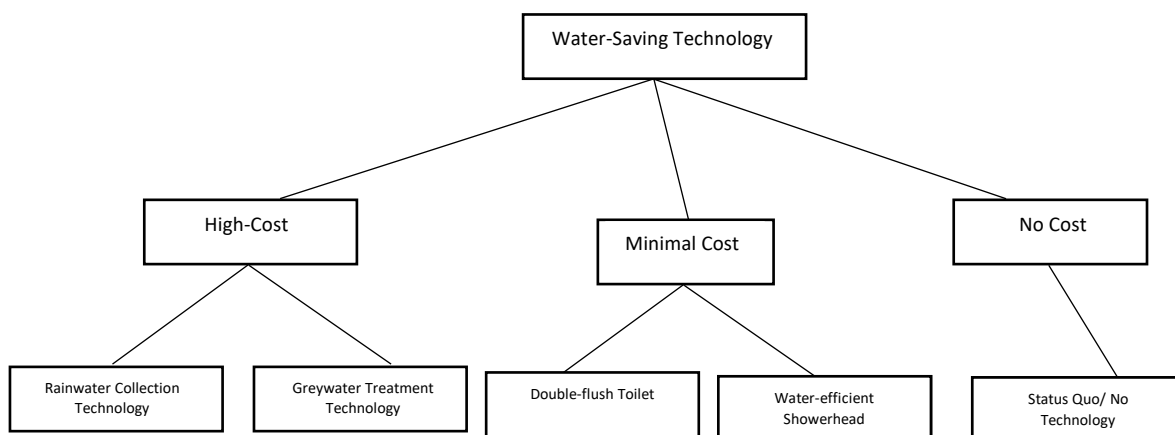 Water-Saving Technology
High-Cost
Minimal Cost
No Cost
Rainwater Collection
Technology
Greywater Treatment
Technology
Double-flush Toilet
Water-efficient
Showerhead
Status Quo/ No
Technology